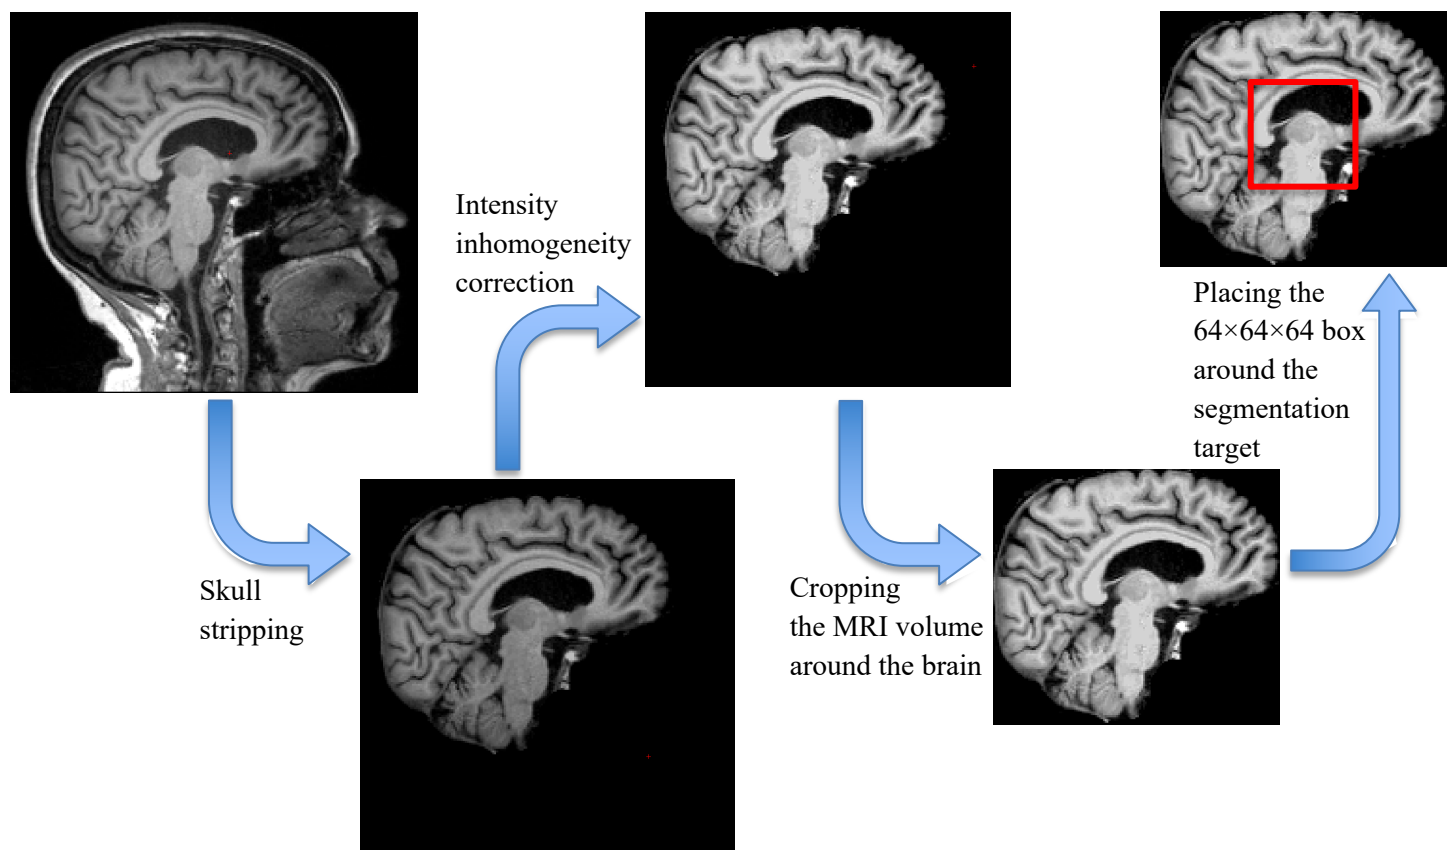 Skull
stripping
Intensity
inhomogeneity
correction
Cropping
the MRI volume
around the brain
Placing the
64×64×64 box
around the
segmentation
target